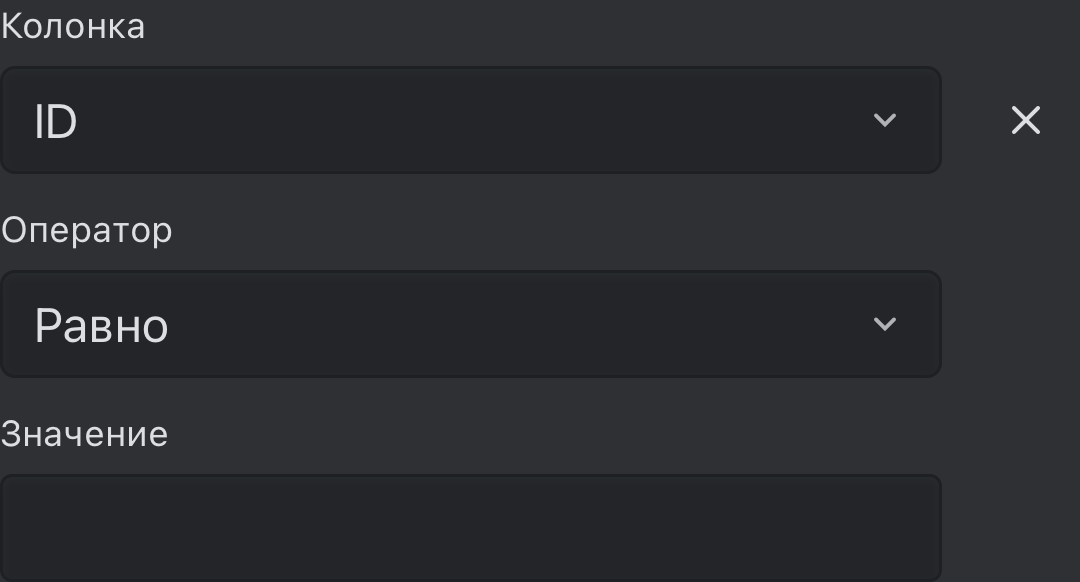 Колонка
ID
Оператор
Равно
Значение